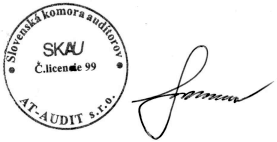 Slovenská komora audítorov
SKAU
Č.licencie 99
AT-AUDIT s.r.o.